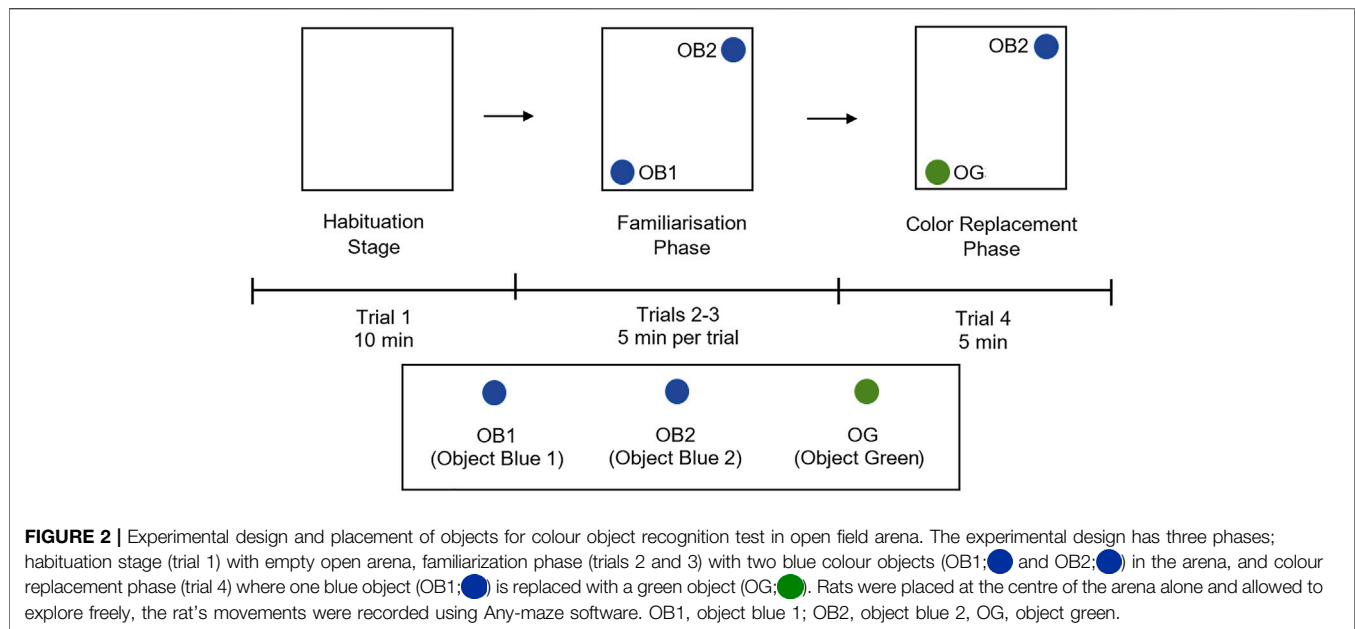 OB2
OB1
OB2
OG
Habituation
Stage
Familiarisation
Phase
Color Replacement
Phase
Trial 1
10 min
Trials 2-3
5 min per trial
Trial 4
5 min
OB1
(Object Blue 1)
OB2
(Object Blue 2)
OG
(Object Green)
FIGURE 2 | Experimental design and placement of objects for colour object recognition test in open field arena. The experimental design has three phases;
habituation stage (trial 1) with empty open arena, familiarization phase (trials 2 and 3) with two blue colour objects (OB1; and OB2; ) in the arena, and colour
replacement phase (trial 4) where one blue object (OB1; ) is replaced with a green object (OG; ). Rats were placed at the centre of the arena alone and allowed to
explore freely, the rat's movements were recorded using Any-maze software. OB1, object blue 1; OB2, object blue 2, OG, object green.